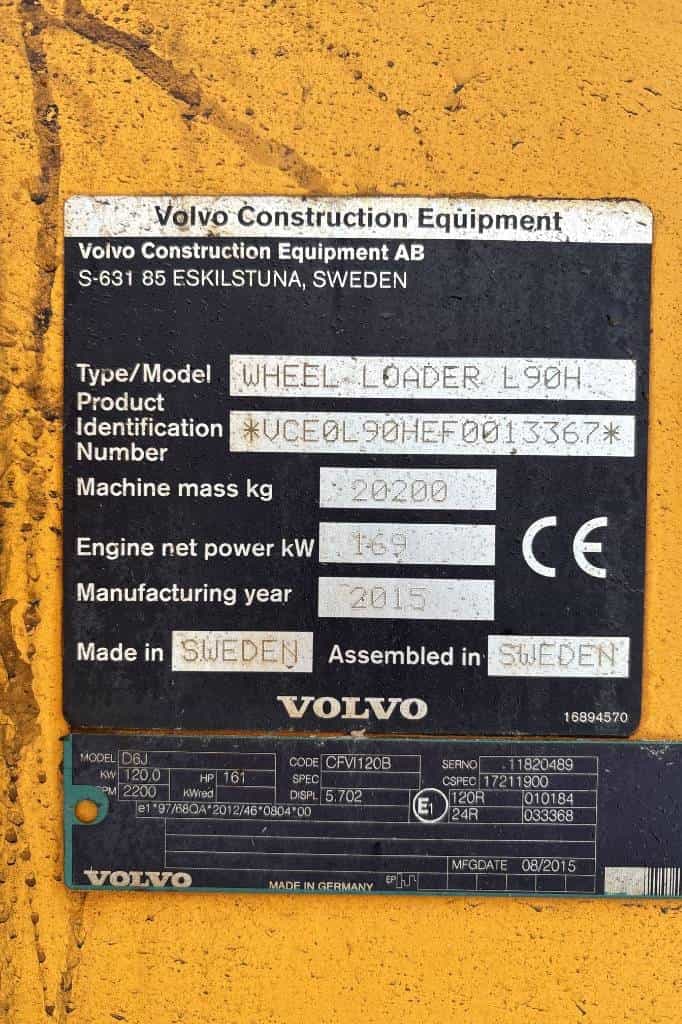 Volvo Construction Equipment
Volvo Construction Equipment AB
S-631 85 ESKILSTUNA, SWEDEN
Type/Model WHEEL LOADER L90H
Product
Identification *VCE0L90HEF0013367*
Number
Machine mass kg 20200
Engine net power kW 169
Manufacturing year 2015
Made in SWEDEN Assembled in SWEDEN
VOLVO
16894570
MODEL D6J CODE CFVI120B SERNO 11820489
KW 120,0 HP 161 SPEC CSPEC 17211900
PM 2200 KWred DISPL 5.702 E1 120R 010184
e1*97/68QA*2012/46*0804*00 24R 033368
MFGDATE 08/2015
VOLVO MADE IN GERMANY EP